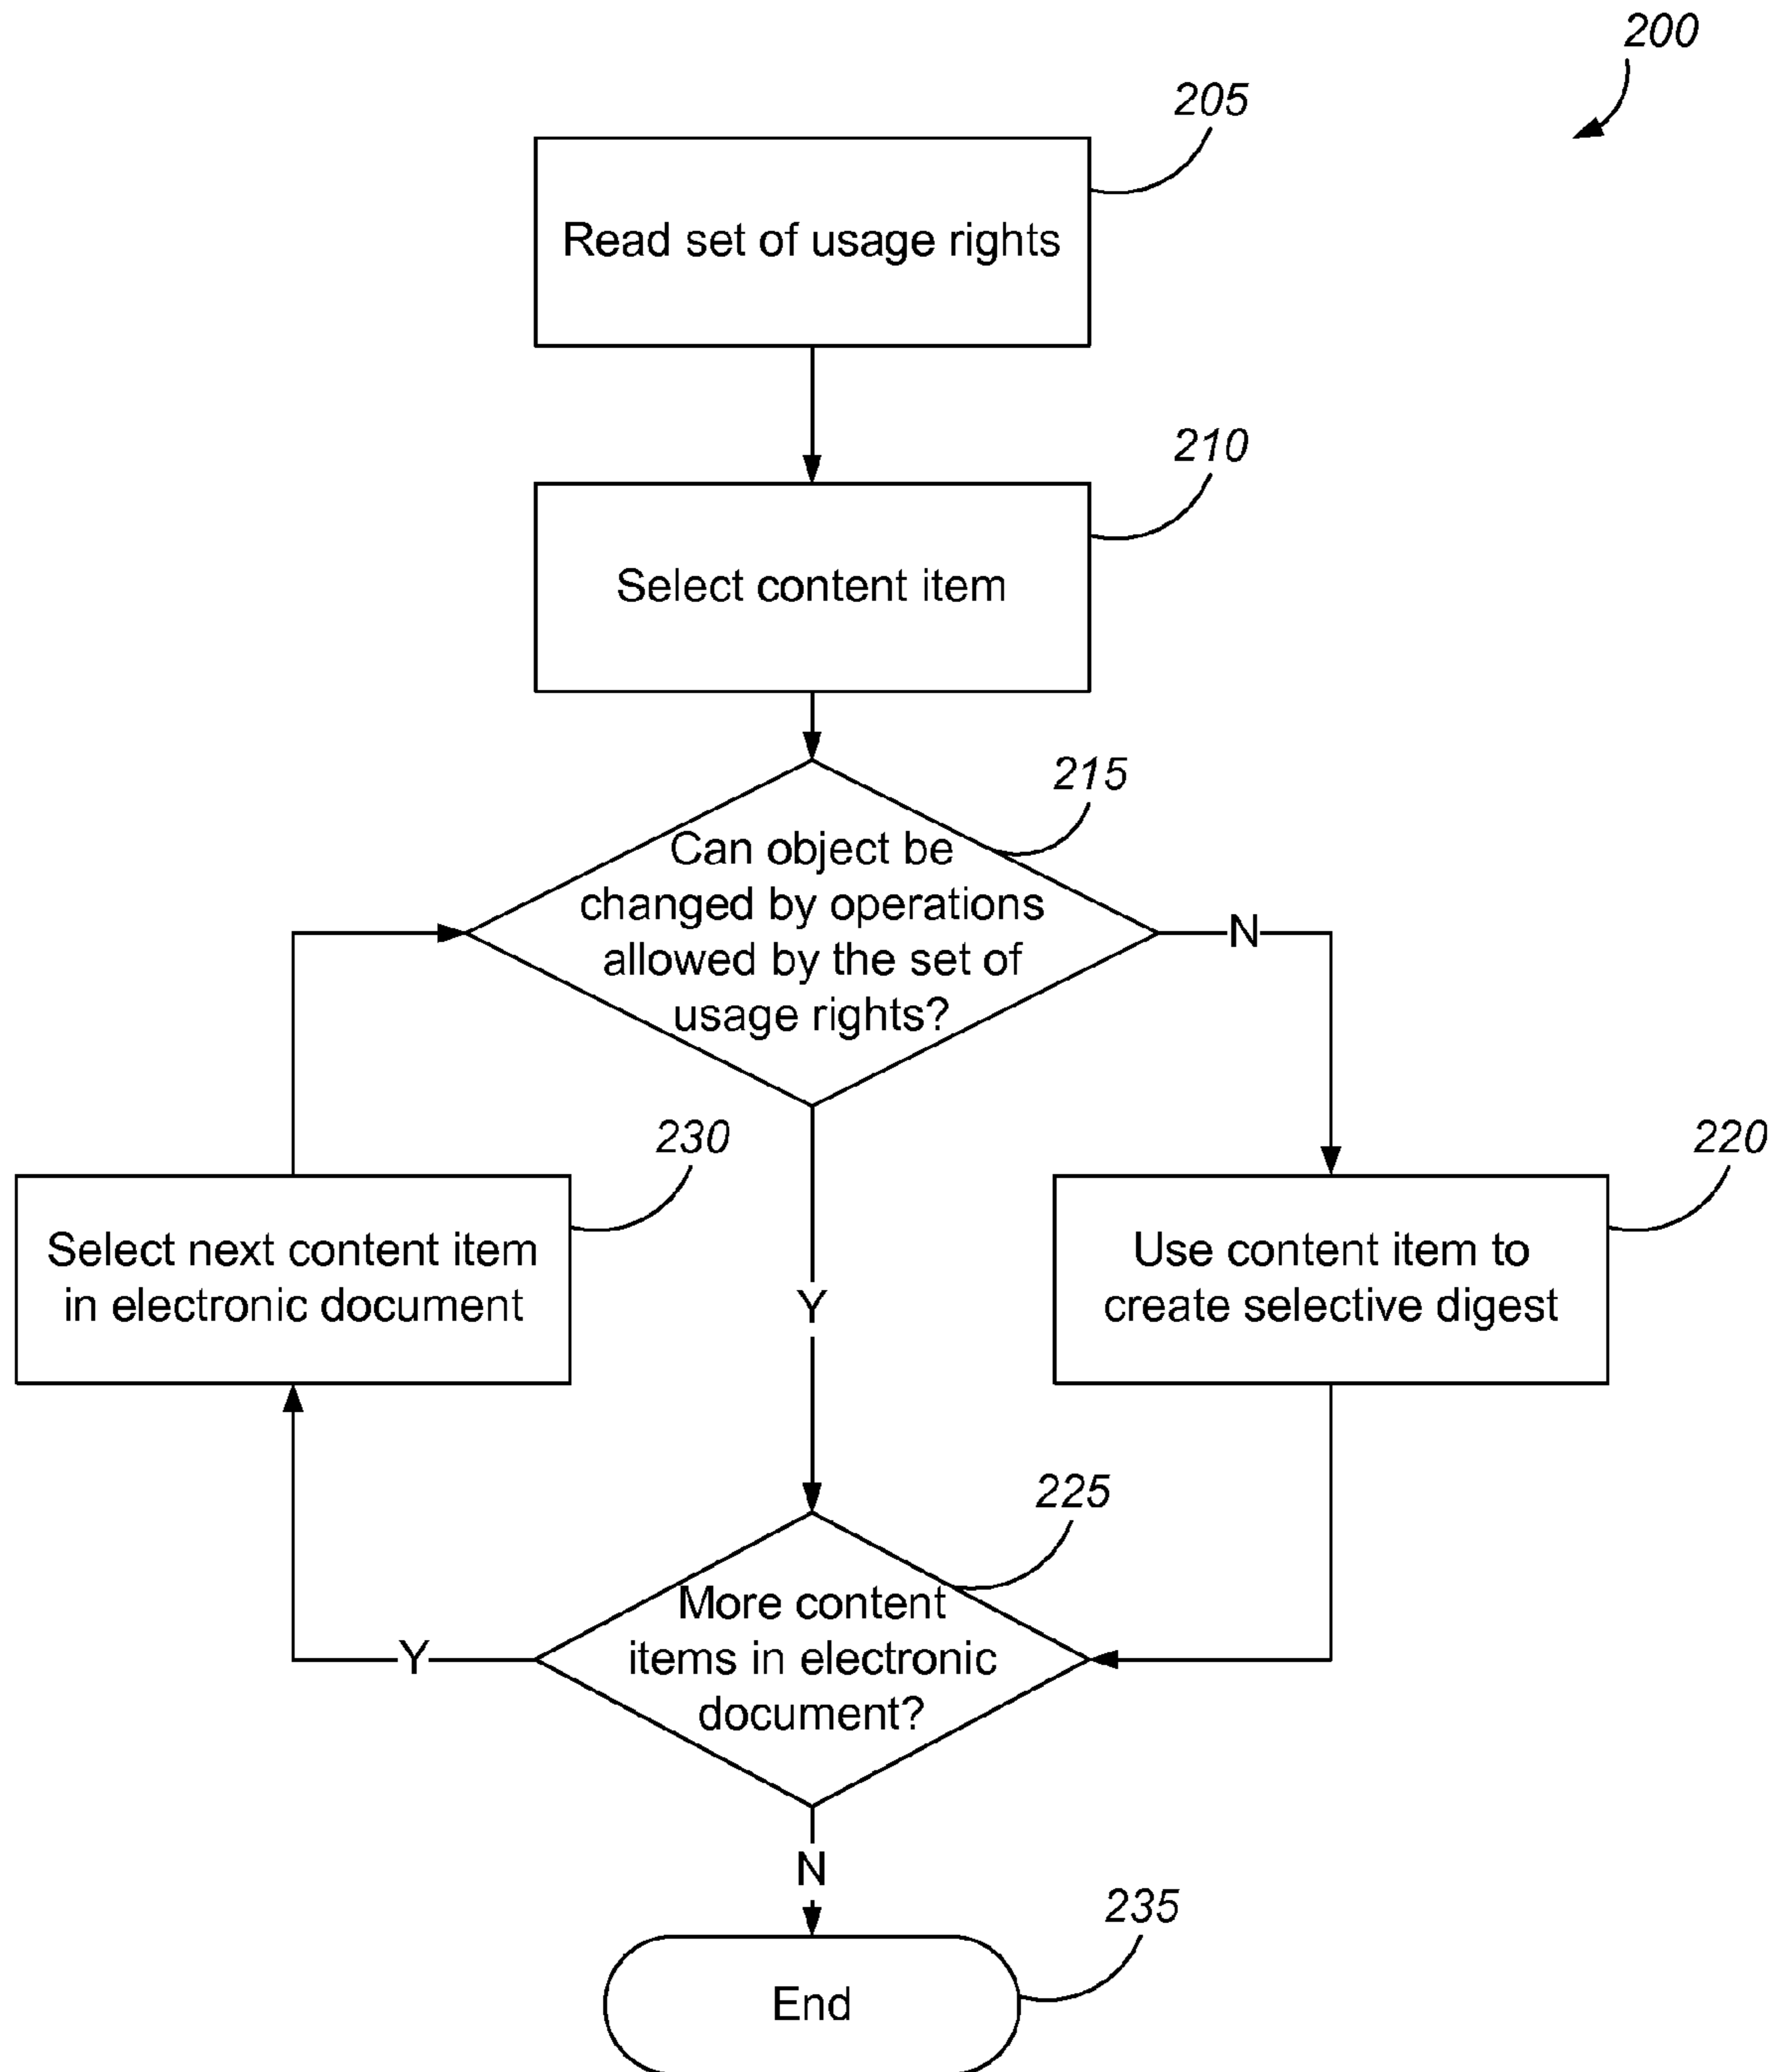 200
205
Read set of usage rights
210
Select content item
215
Can object be
changed by operations
allowed by the set of
usage rights?
N
230
220
Select next content item
in electronic document
Y
Use content item to
create selective digest
225
More content
items in electronic
document?
Y
N
235
End